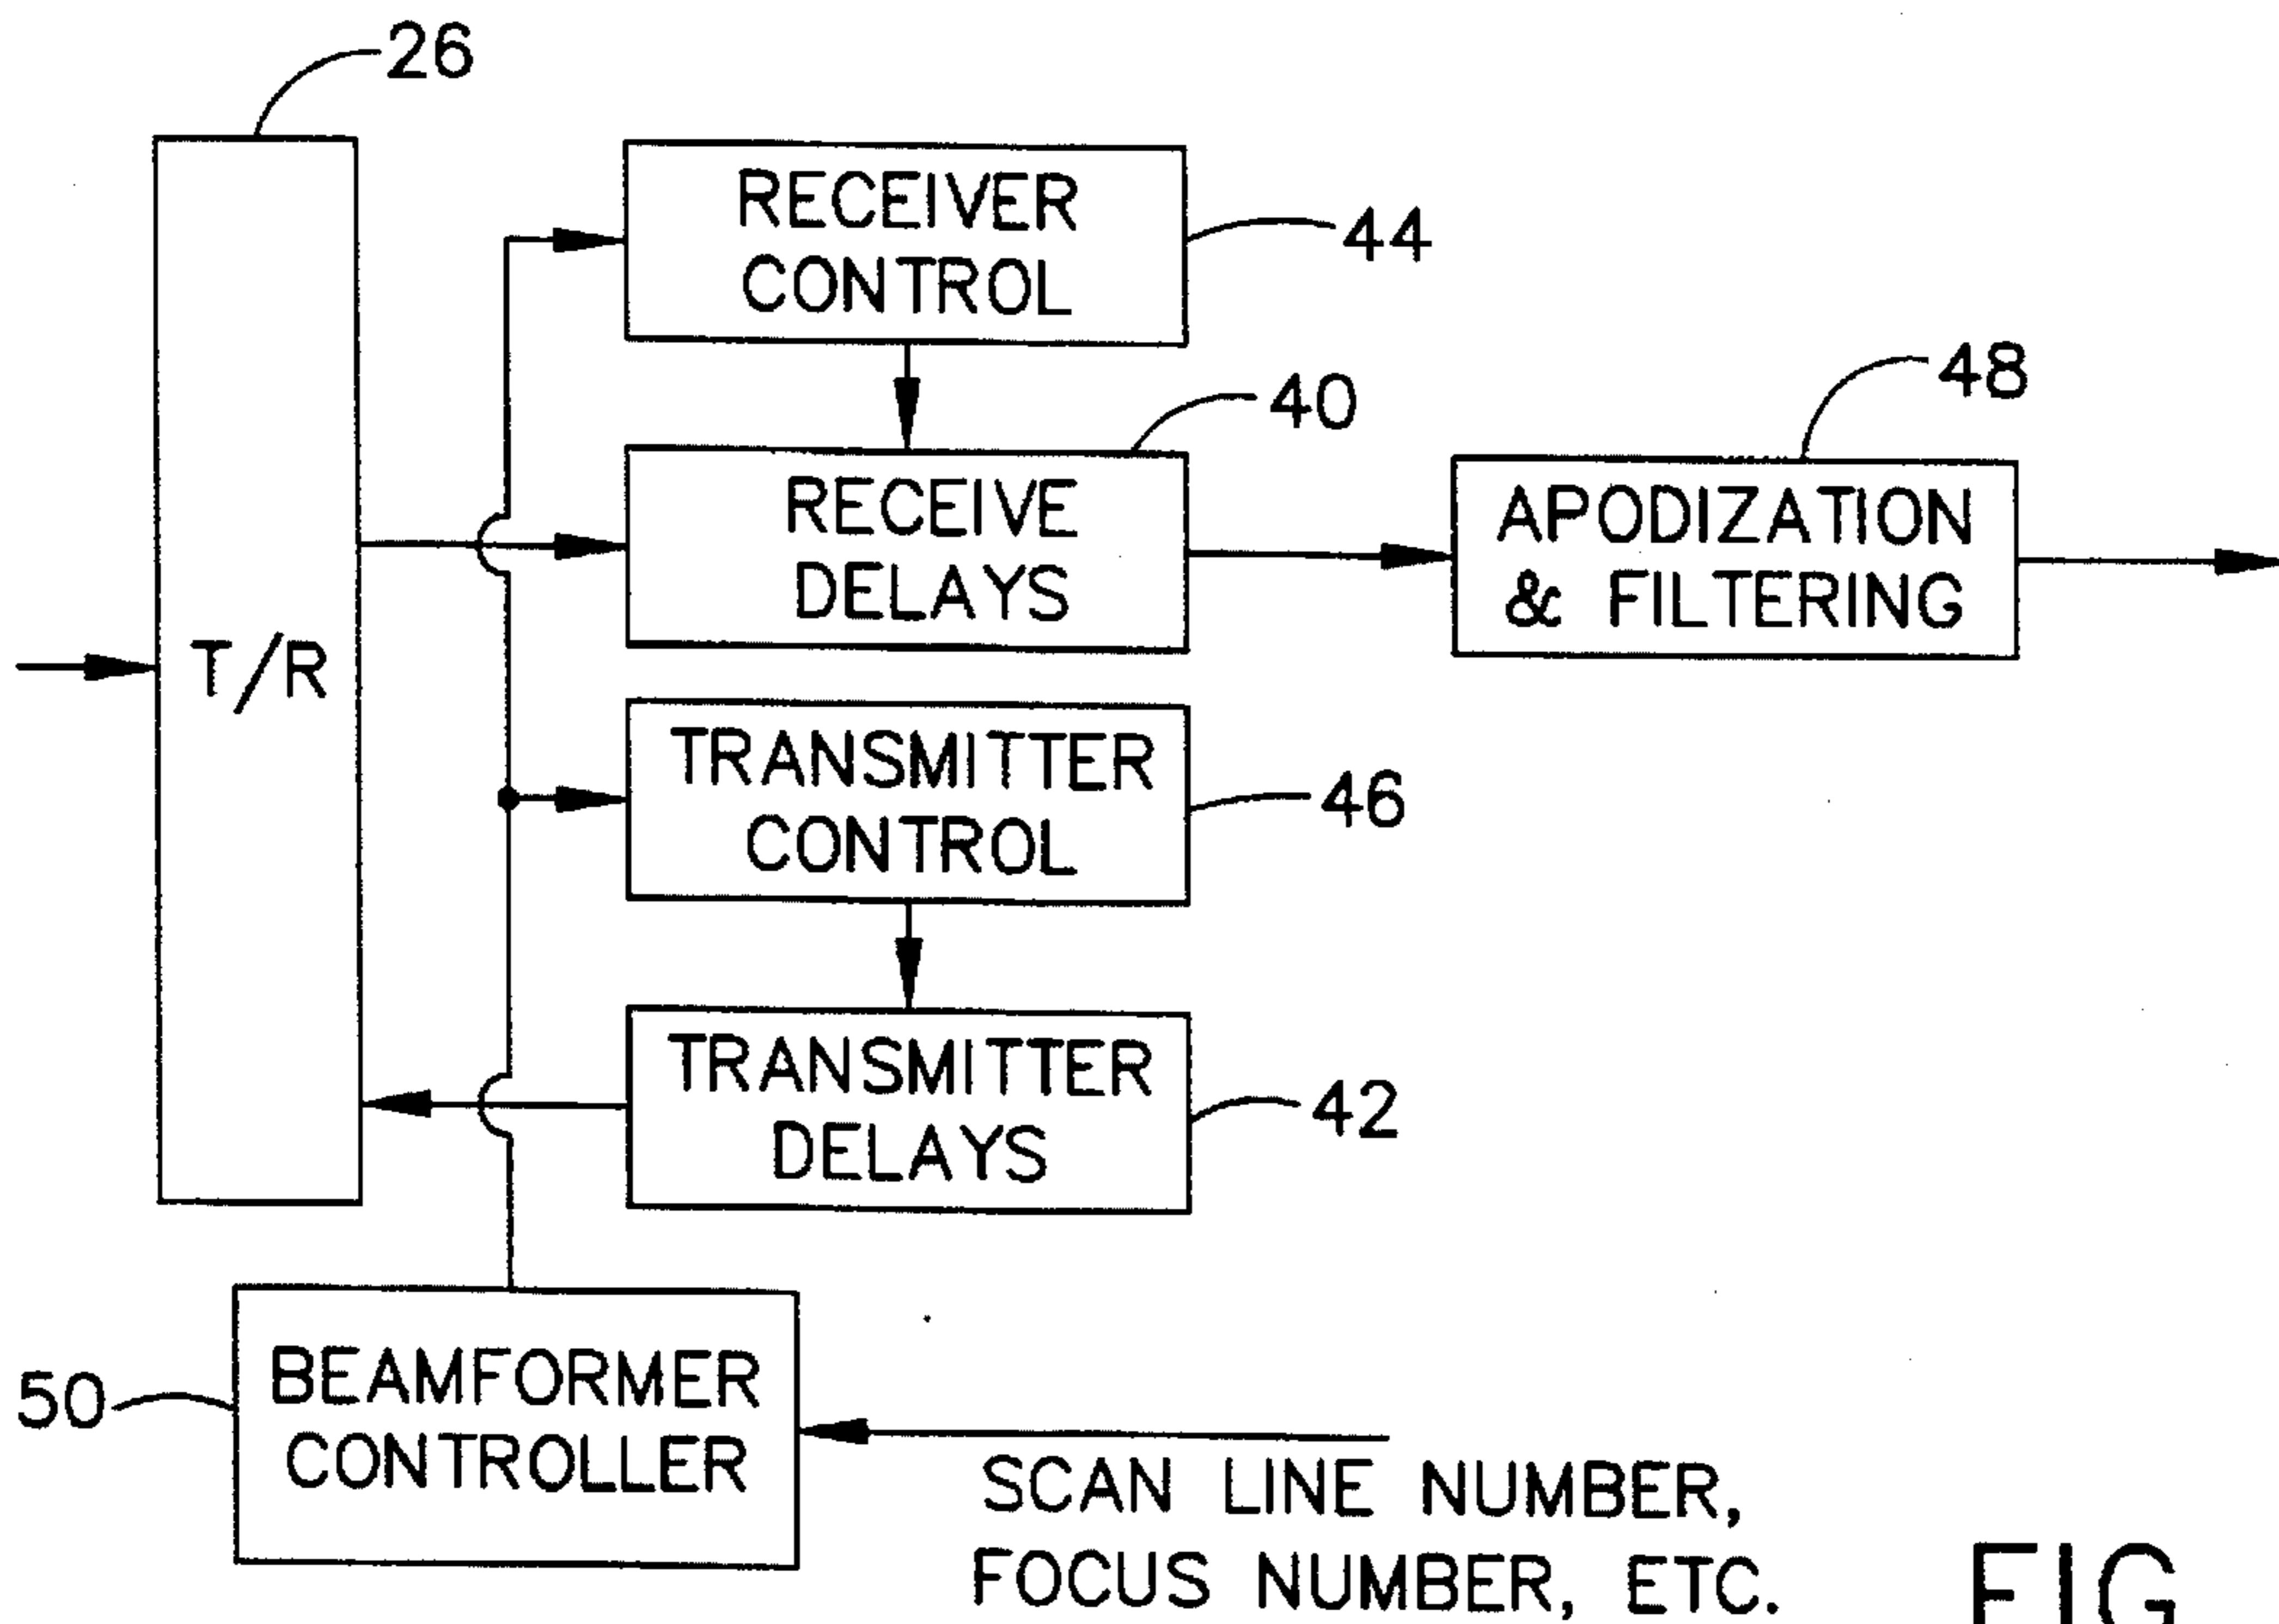 26
RECEIVER
CONTROL
44
40
48
RECEIVE
DELAYS
APODIZATION
& FILTERING
T/R
TRANSMITTER
CONTROL
46
TRANSMITTER
DELAYS
42
50
BEAMFORMER
CONTROLLER
SCAN LINE NUMBER,
FOCUS NUMBER, ETC.
FIG